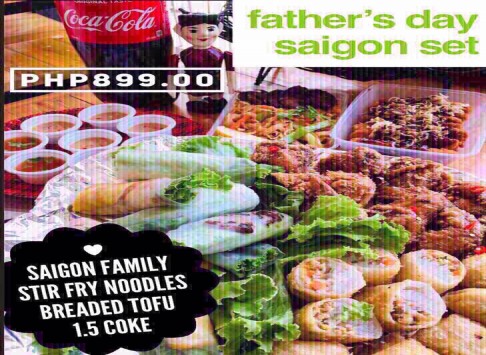 father's day
saigon set
Coca-Cola
PHP899.00
SAIGON FAMILY
STIR FRY NOODLES
BREADED TOFU
1.5 COKE